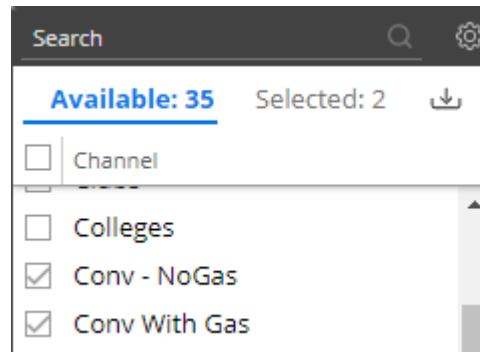 Search
Available: 35 Selected: 2
Channel
Colleges
Conv - NoGas
Conv With Gas